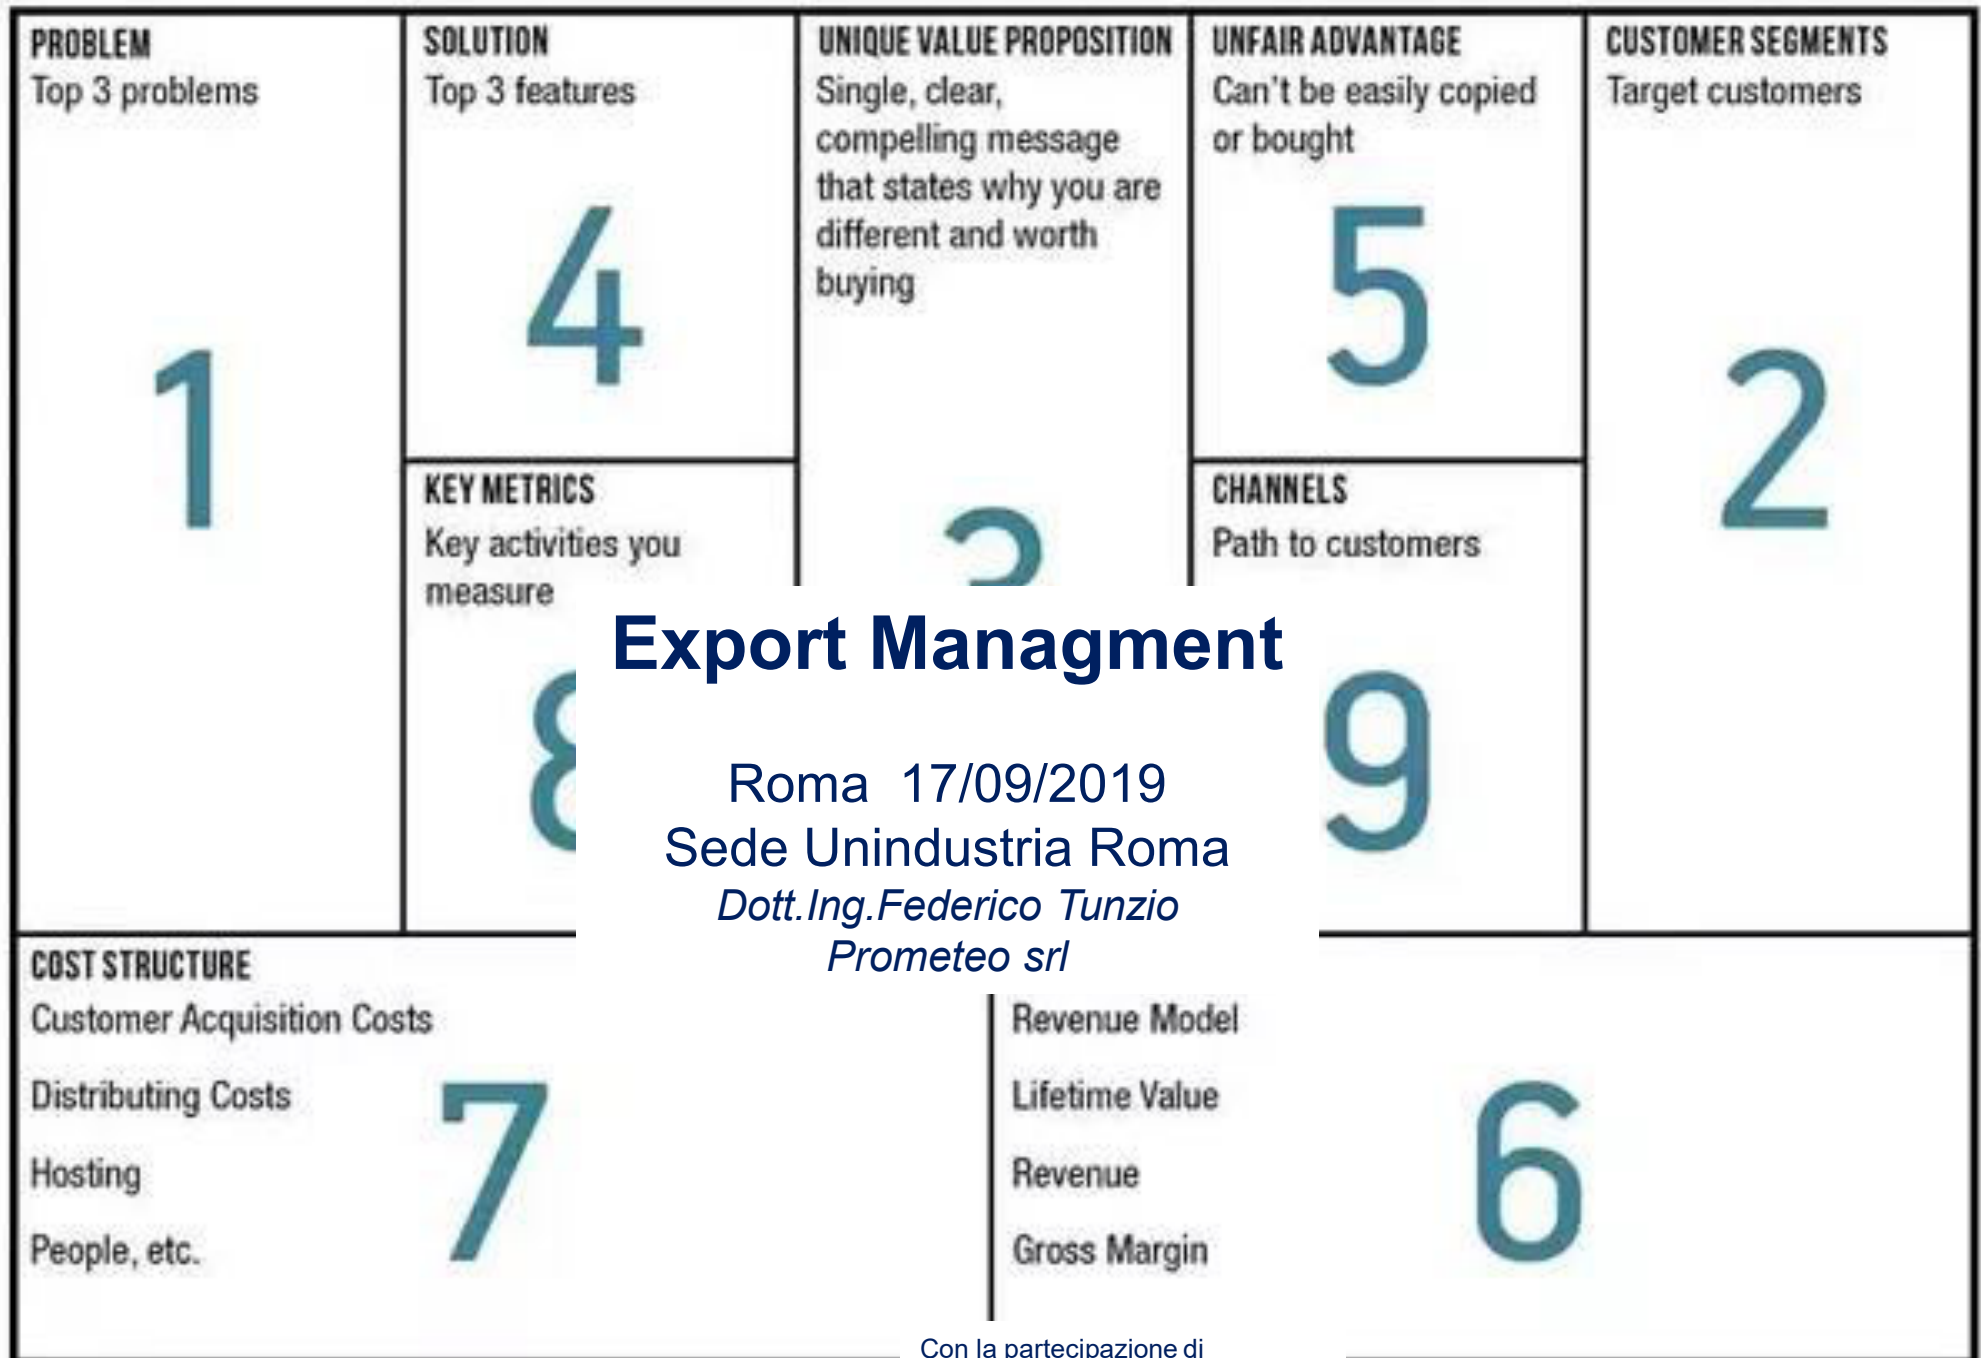 PROBLEM
Top 3 problems
1
SOLUTION
Top 3 features
4
KEY METRICS
Key activities you
measure
8
UNIQUE VALUE PROPOSITION
Single, clear,
compelling message
that states why you are
different and worth
buying
3
UNFAIR ADVANTAGE
Can't be easily copied
or bought
5
CHANNELS
Path to customers
9
CUSTOMER SEGMENTS
Target customers
2
Export Managment
Roma 17/09/2019
Sede Unindustria Roma
Dott.Ing.Federico Tunzio
Prometeo srl
COST STRUCTURE
Customer Acquisition Costs
Distributing Costs
Hosting
People, etc.
7
Revenue Model
Lifetime Value
Revenue
Gross Margin
6
Con la partecipazione di